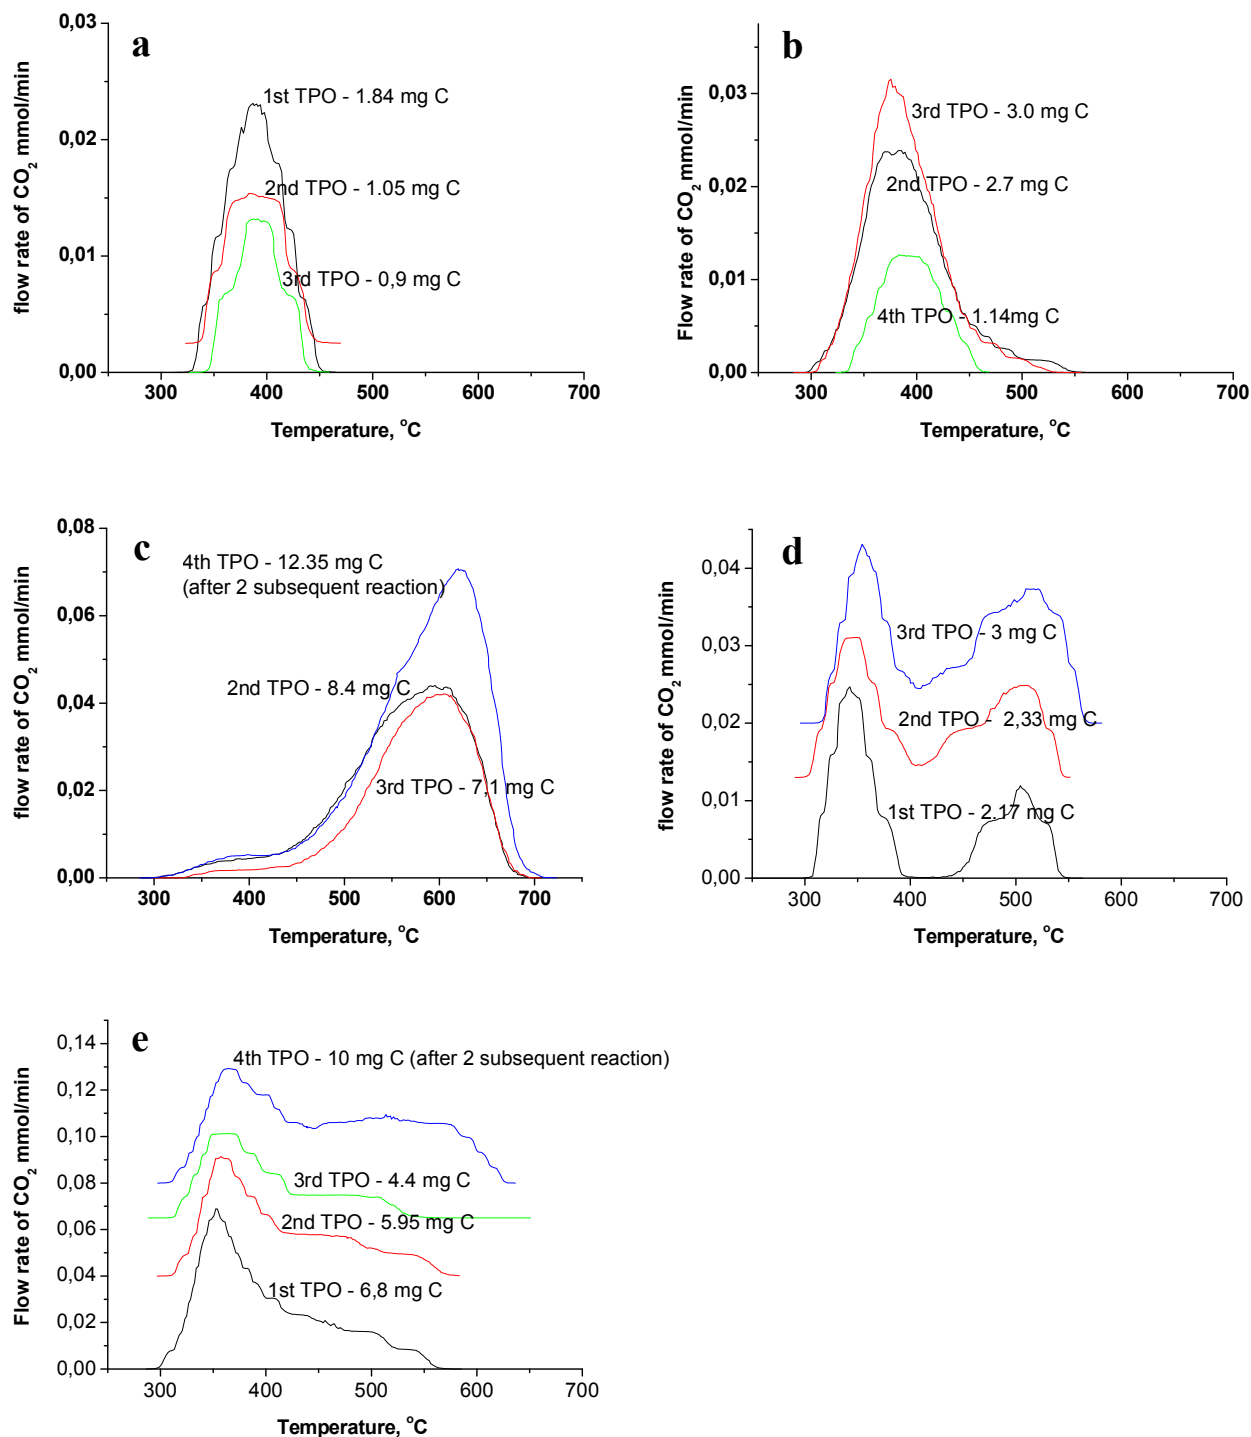 a
flow rate of CO2 mmol/min
0,03
0,02
0,01
0,00
1st TPO - 1.84 mg C
2nd TPO - 1.05 mg C
3rd TPO - 0,9 mg C
300 400 500 600 700
Temperature, oC
b
Flow rate of CO2 mmol/min
0,03
0,02
0,01
0,00
3rd TPO - 3.0 mg C
2nd TPO - 2.7 mg C
4th TPO - 1.14mg C
300 400 500 600 700
Temperature, oC
c
flow rate of CO2 mmol/min
0,08
0,06
0,04
0,02
0,00
4th TPO - 12.35 mg C
(after 2 subsequent reaction)
2nd TPO - 8.4 mg C
3rd TPO - 7,1 mg C
300 400 500 600 700
Temperature, oC
d
flow rate of CO2 mmol/min
0,04
0,03
0,02
0,01
0,00
3rd TPO - 3 mg C
2nd TPO - 2,33 mg C
1st TPO - 2.17 mg C
300 400 500 600 700
Temperature, oC
e
Flow rate of CO2 mmol/min
0,14
0,12
0,10
0,08
0,06
0,04
0,02
0,00
4th TPO - 10 mg C (after 2 subsequent reaction)
3rd TPO - 4.4 mg C
2nd TPO - 5.95 mg C
1st TPO - 6,8 mg C
300 400 500 600 700
Temperature, oC